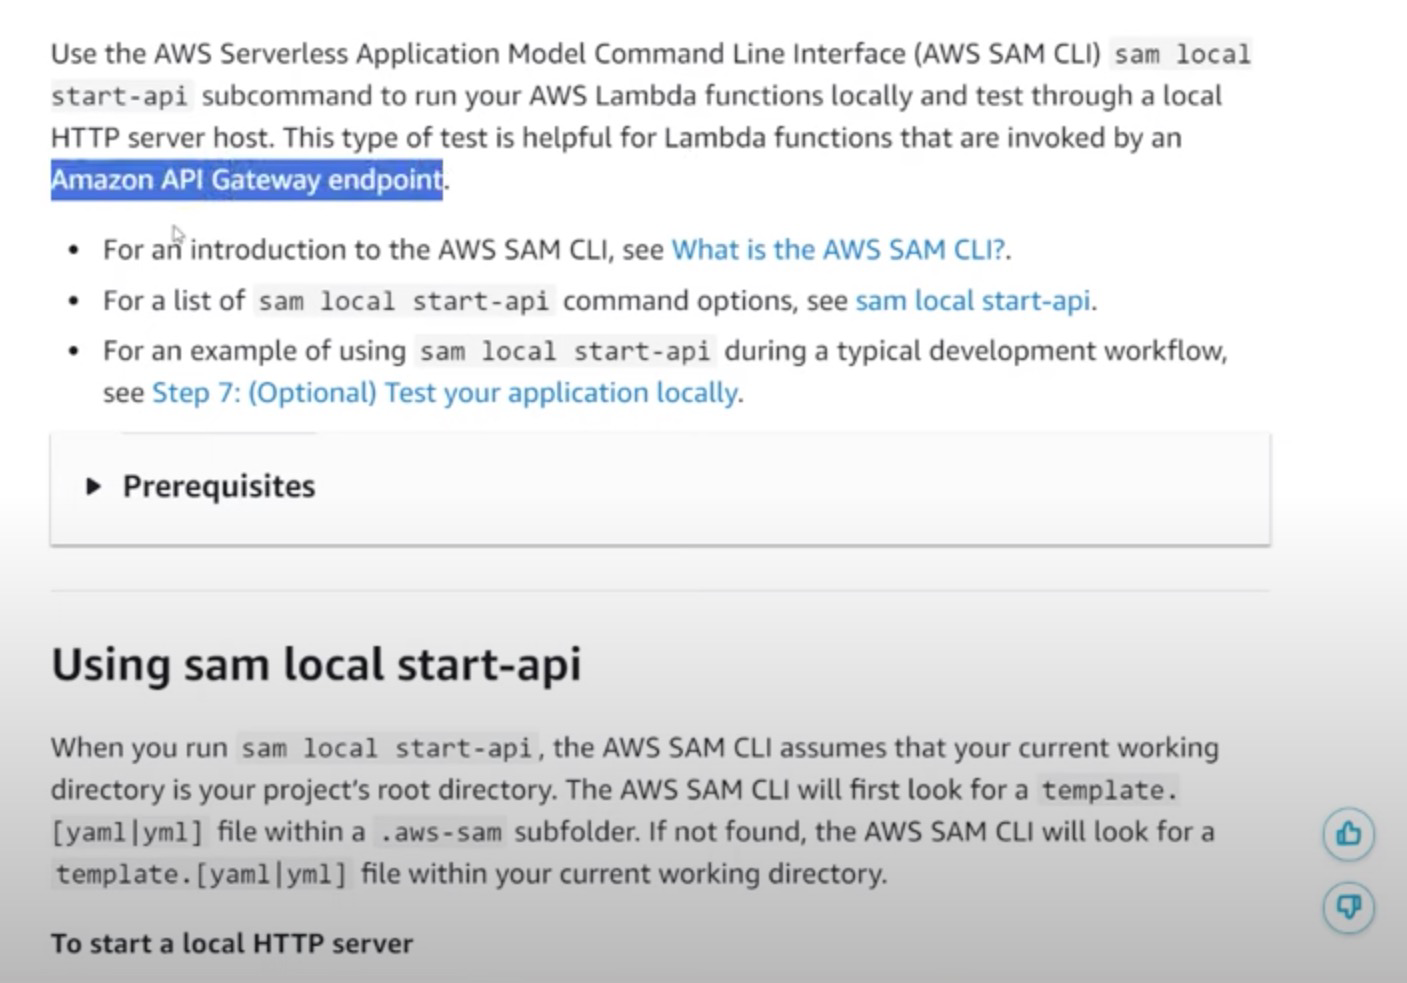 Use the AWS Serverless Application Model Command Line Interface (AWS SAM CLI) sam local
start-api subcommand to run your AWS Lambda functions locally and test through a local
HTTP server host. This type of test is helpful for Lambda functions that are invoked by an
Amazon API Gateway endpoint.
• For an introduction to the AWS SAM CLI, see What is the AWS SAM CLI?.
• For a list of sam local start-api command options, see sam local start-api.
• For an example of using sam local start-api during a typical development workflow,
see Step 7: (Optional) Test your application locally.
Prerequisites
Using sam local start-api
When you run sam local start-api, the AWS SAM CLI assumes that your current working
directory is your project's root directory. The AWS SAM CLI will first look for a template.
[yaml|yml] file within a .aws-sam subfolder. If not found, the AWS SAM CLI will look for a
template.[yaml|yml] file within your current working directory.
To start a local HTTP server